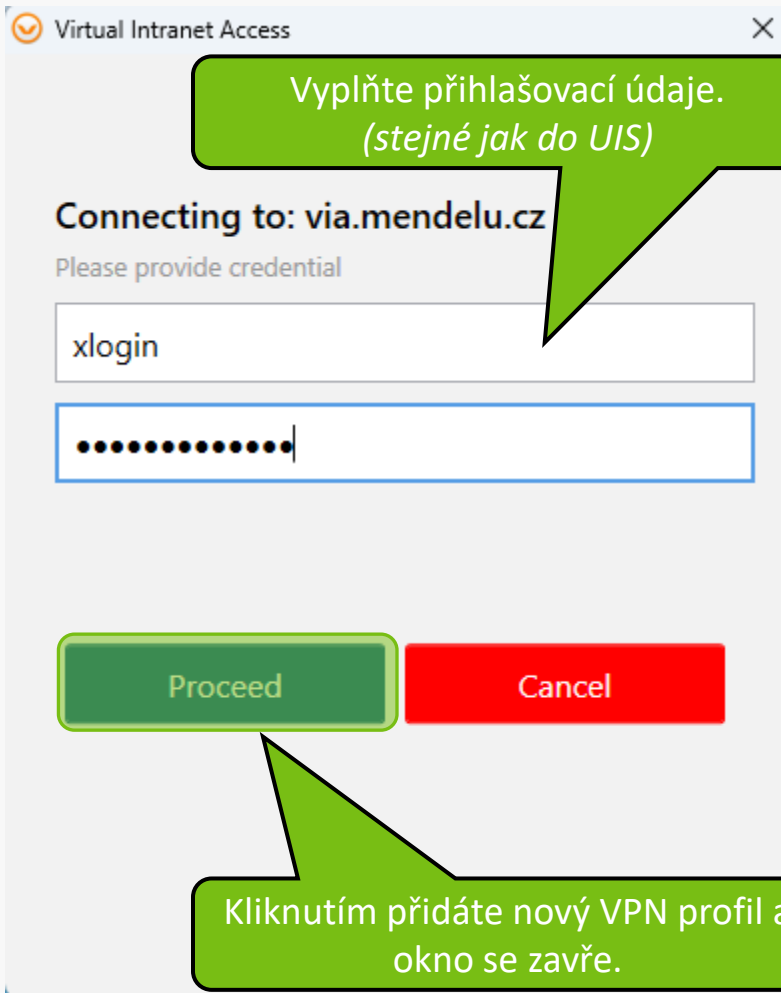 Virtual Intranet Access
Vyplňte přihlašovací údaje.
(stejné jak do UIS)
Connecting to: via.mendelu.cz
Please provide credential
xlogin
•••••••••••••
Proceed
Cancel
Kliknutím přidáte nový VPN profil a
okno se zavře.